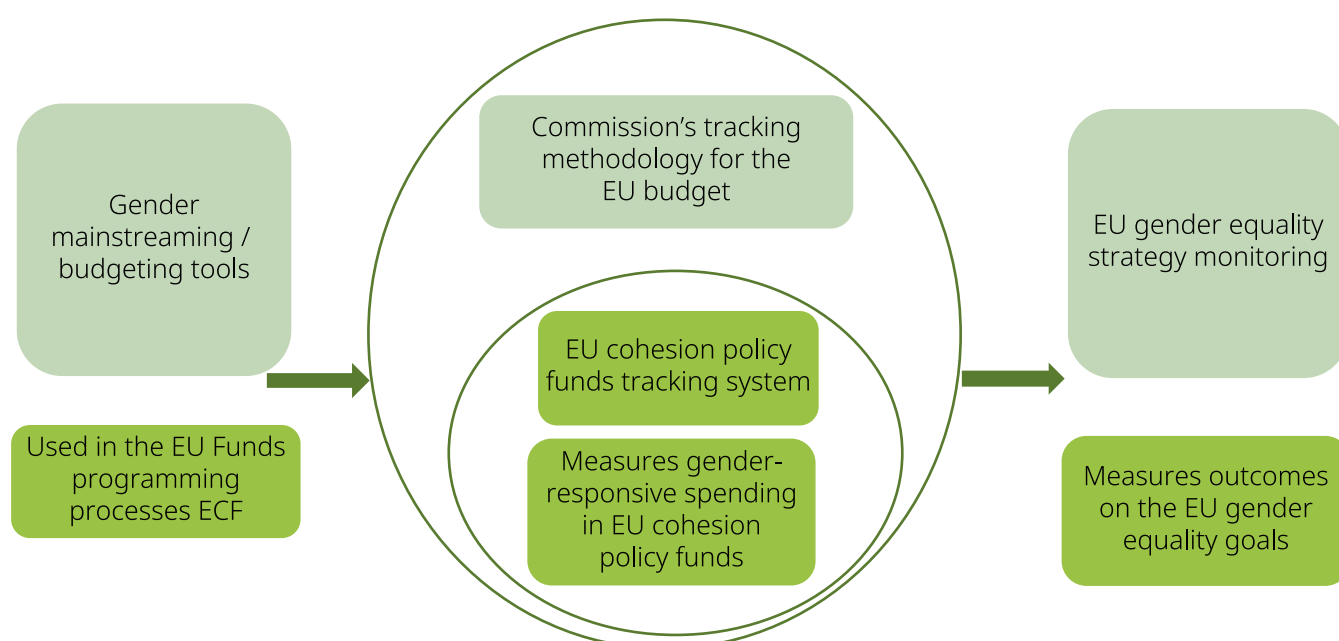 Gender
mainstreaming /
budgeting tools
Used in the EU Funds
programming
processes ECF
Commission's tracking
methodology for the
EU budget
EU cohesion policy
funds tracking system
Measures gender-
responsive spending
in EU cohesion
policy funds
EU gender equality
strategy monitoring
Measures outcomes
on the EU gender
equality goals